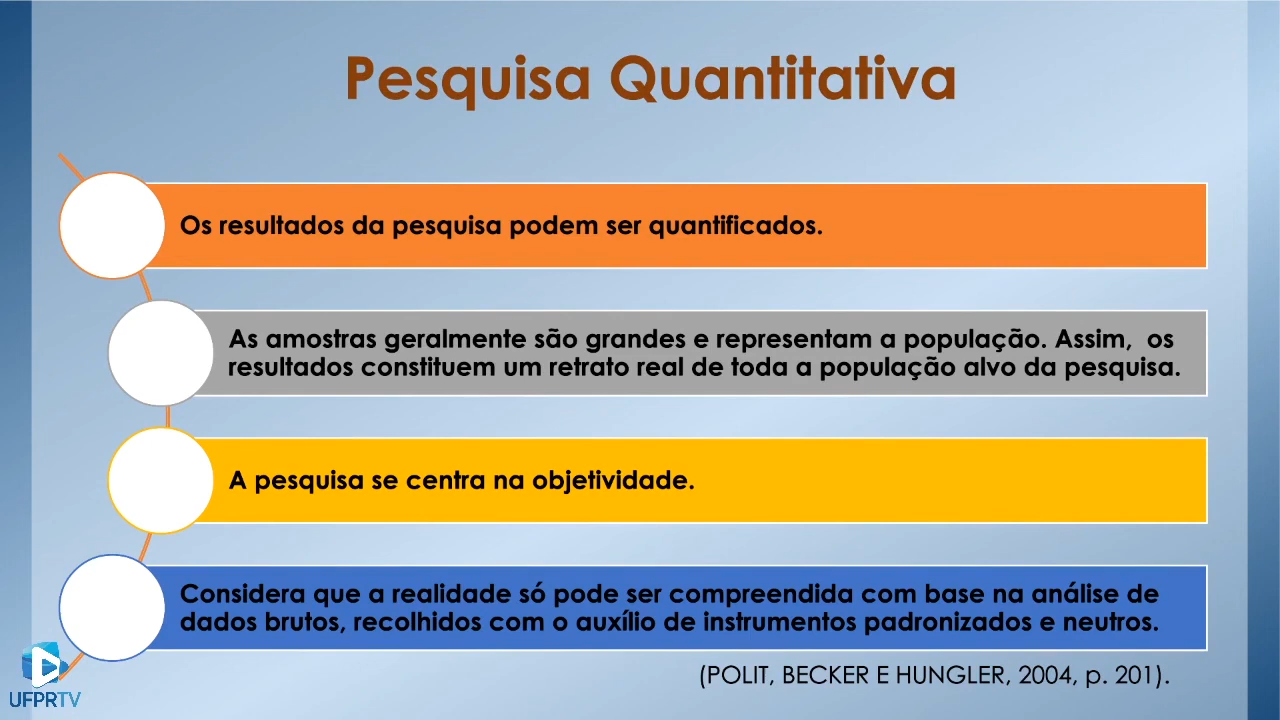 Pesquisa Quantitativa
Os resultados da pesquisa podem ser quantificados.
As amostras geralmente são grandes e representam a população. Assim, os
resultados constituem um retrato real de toda a população alvo da pesquisa.
A pesquisa se centra na objetividade.
Considera que a realidade só pode ser compreendida com base na análise de
dados brutos, recolhidos com o auxílio de instrumentos padronizados e neutros.
(POLIT, BECKER E HUNGLER, 2004, p. 201).
UFPRTV